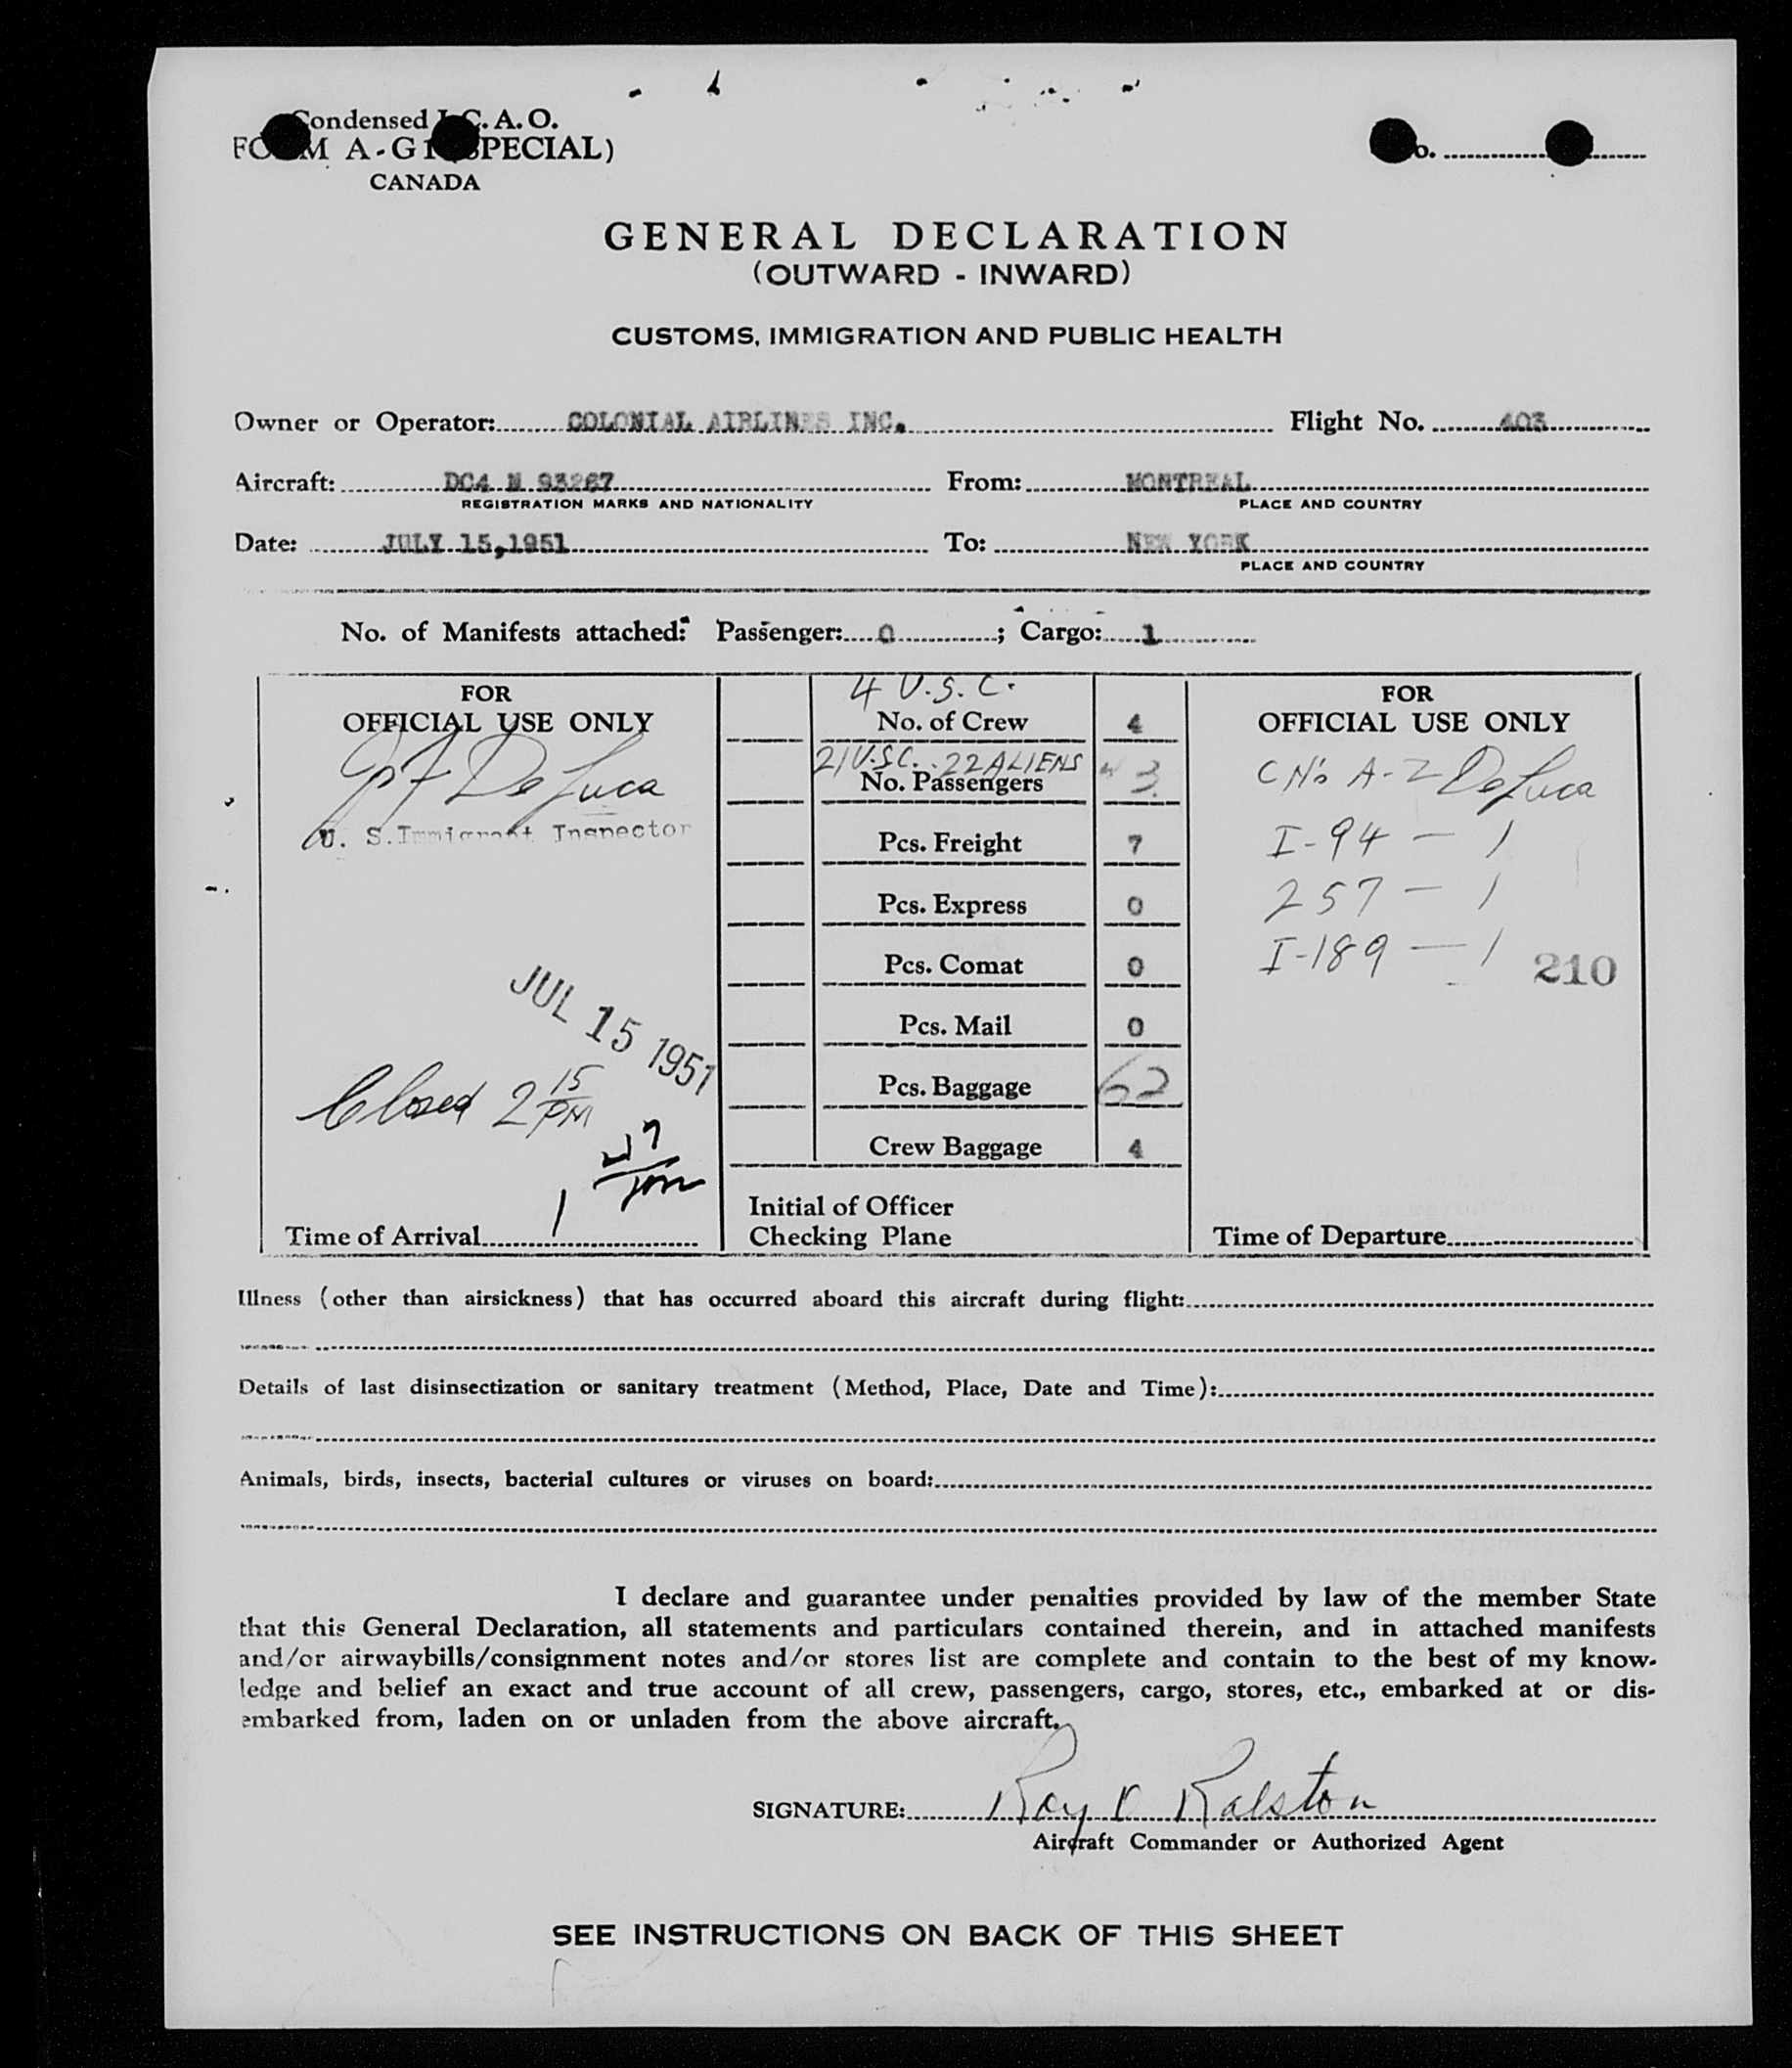 Condensed I.C.A.O.
FORM A-G1 (SPECIAL)
CANADA
No.
GENERAL DECLARATION
(OUTWARD - INWARD)
CUSTOMS, IMMIGRATION AND PUBLIC HEALTH
Owner or Operator: COLONIAL AIRLINES INC. Flight No. 403
Aircraft: DC4 N 93267 From: MONTREAL
REGISTRATION MARKS AND NATIONALITY PLACE AND COUNTRY
Date: JULY 15,1951 To: NEW YORK
PLACE AND COUNTRY
No. of Manifests attached: Passenger: 0 ; Cargo: 1
FOR
OFFICIAL USE ONLY
De Luca
U. S. Immigrant Inspector
JUL 15 1951
Closed 2 15 PM
1 47
Time of Arrival
4 U.S.C.
No. of Crew 4
21 U.S.C. 22 ALIENS
No. Passengers 43
Pcs. Freight 7
Pcs. Express 0
Pcs. Comat 0
Pcs. Mail 0
Pcs. Baggage 62
Crew Baggage 4
Initial of Officer
Checking Plane
FOR
OFFICIAL USE ONLY
A-2 DeLuca
I-94 — 1
257 — 1
I-189 — 1
210
Time of Departure
Illness (other than airsickness) that has occurred aboard this aircraft during flight:
Details of last disinsectization or sanitary treatment (Method, Place, Date and Time):
Animals, birds, insects, bacterial cultures or viruses on board:
I declare and guarantee under penalties provided by law of the member State
that this General Declaration, all statements and particulars contained therein, and in attached manifests
and/or airwaybills/consignment notes and/or stores list are complete and contain to the best of my know-
ledge and belief an exact and true account of all crew, passengers, cargo, stores, etc., embarked at or dis-
embarked from, laden on or unladen from the above aircraft.
SIGNATURE: Ray V Ralston
Aircraft Commander or Authorized Agent
SEE INSTRUCTIONS ON BACK OF THIS SHEET